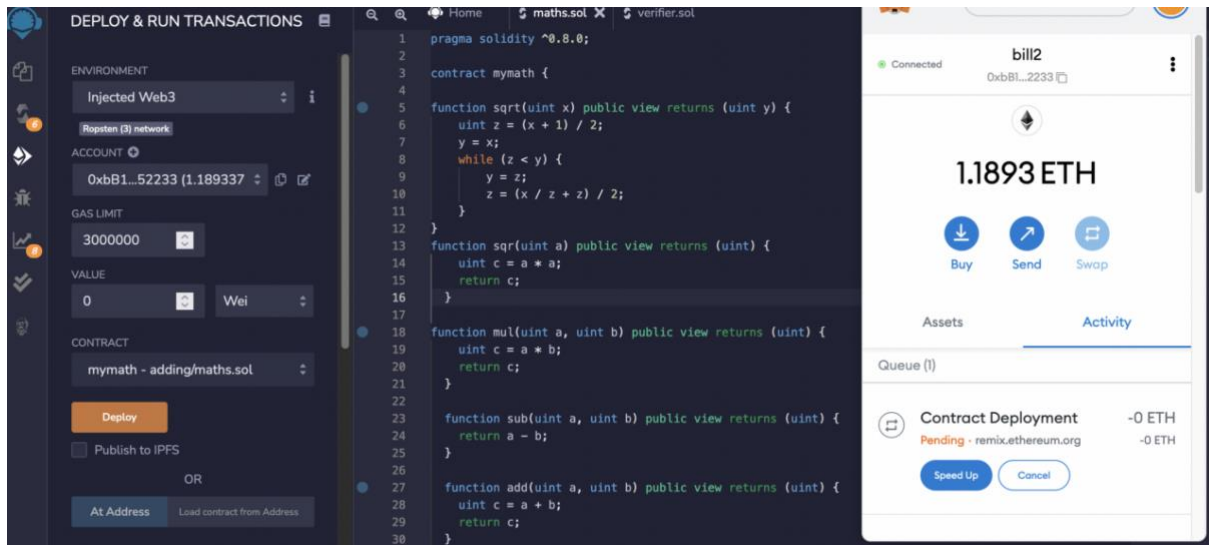 DEPLOY & RUN TRANSACTIONS
ENVIRONMENT
Injected Web3
i
Ropsten (3) network
ACCOUNT
0xbB1...52233 (1.189337
GAS LIMIT
3000000
VALUE
0
Wei
CONTRACT
mymath - adding/maths.sol
Deploy
Publish to IPFS
OR
At Address
Load contract from Address
6
8
Home
maths.sol
verifier.sol
1 pragma solidity ^0.8.0;
2
3 contract mymath {
4
5 function sqrt(uint x) public view returns (uint y) {
6 uint z = (x + 1) / 2;
7 y = x;
8 while (z < y) {
9 y = z;
10 z = (x / z + z) / 2;
11 }
12 }
13 function sqr(uint a) public view returns (uint) {
14 uint c = a * a;
15 return c;
16 }
17
18 function mul(uint a, uint b) public view returns (uint) {
19 uint c = a * b;
20 return c;
21 }
22
23 function sub(uint a, uint b) public view returns (uint) {
24 return a - b;
25 }
26
27 function add(uint a, uint b) public view returns (uint) {
28 uint c = a + b;
29 return c;
30 }
Connected
bill2
0xbB1...2233
1.1893 ETH
Buy
Send
Swap
Assets
Activity
Queue (1)
Contract Deployment
-0 ETH
Pending · remix.ethereum.org
-0 ETH
Speed Up
Cancel